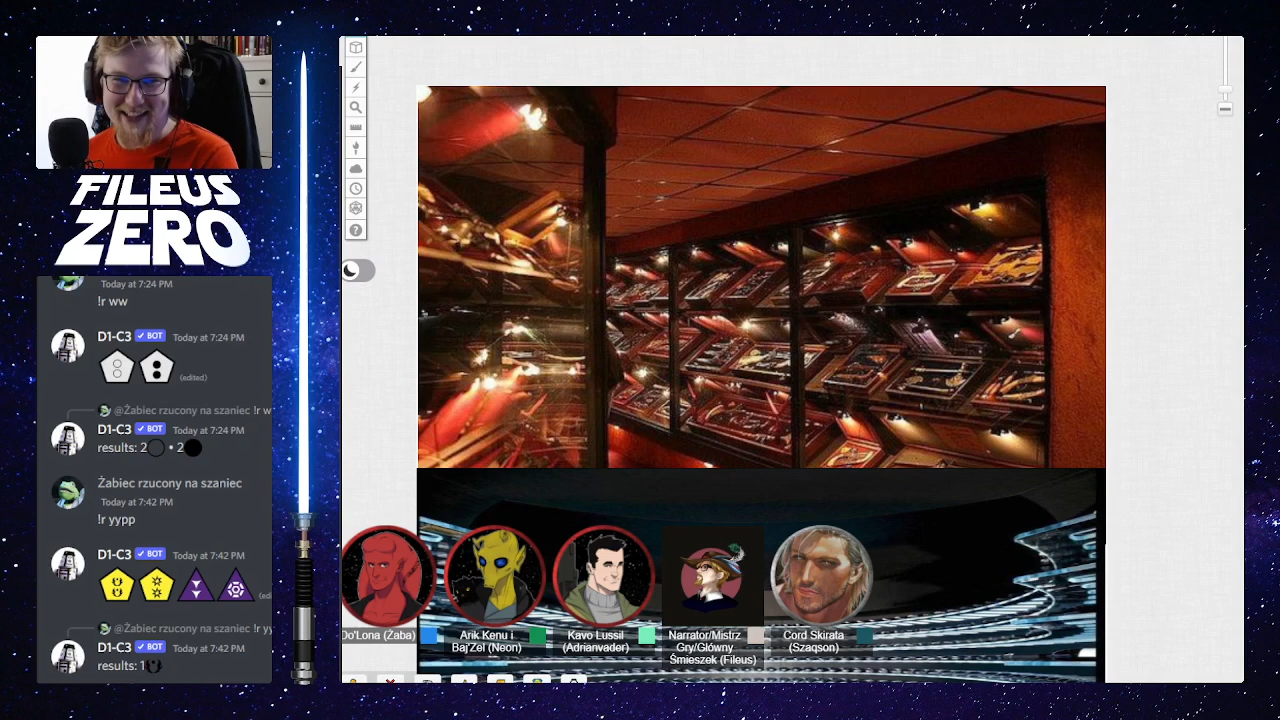 FILEUS
ZERO
Today at 7:24 PM
!r ww
D1-C3 ✔ BOT Today at 7:24 PM
(edited)
@Żabiec rzucony na szaniec !r w
D1-C3 ✔ BOT Today at 7:24 PM
results: 2 • 2
Żabiec rzucony na szaniec
Today at 7:42 PM
!r yypp
D1-C3 ✔ BOT Today at 7:42 PM
(edi
@Żabiec rzucony na szaniec !r yy
D1-C3 ✔ BOT Today at 7:42 PM
results: 1
Do'Lona (Żaba)
Arik Kenu i
Baj'Zel (Neon)
Kavo Lussil
(Adrianvader)
Narrator/Mistrz
Gry/Główny
Śmieszek (Fileus)
Cord Skirata
(Szaqson)